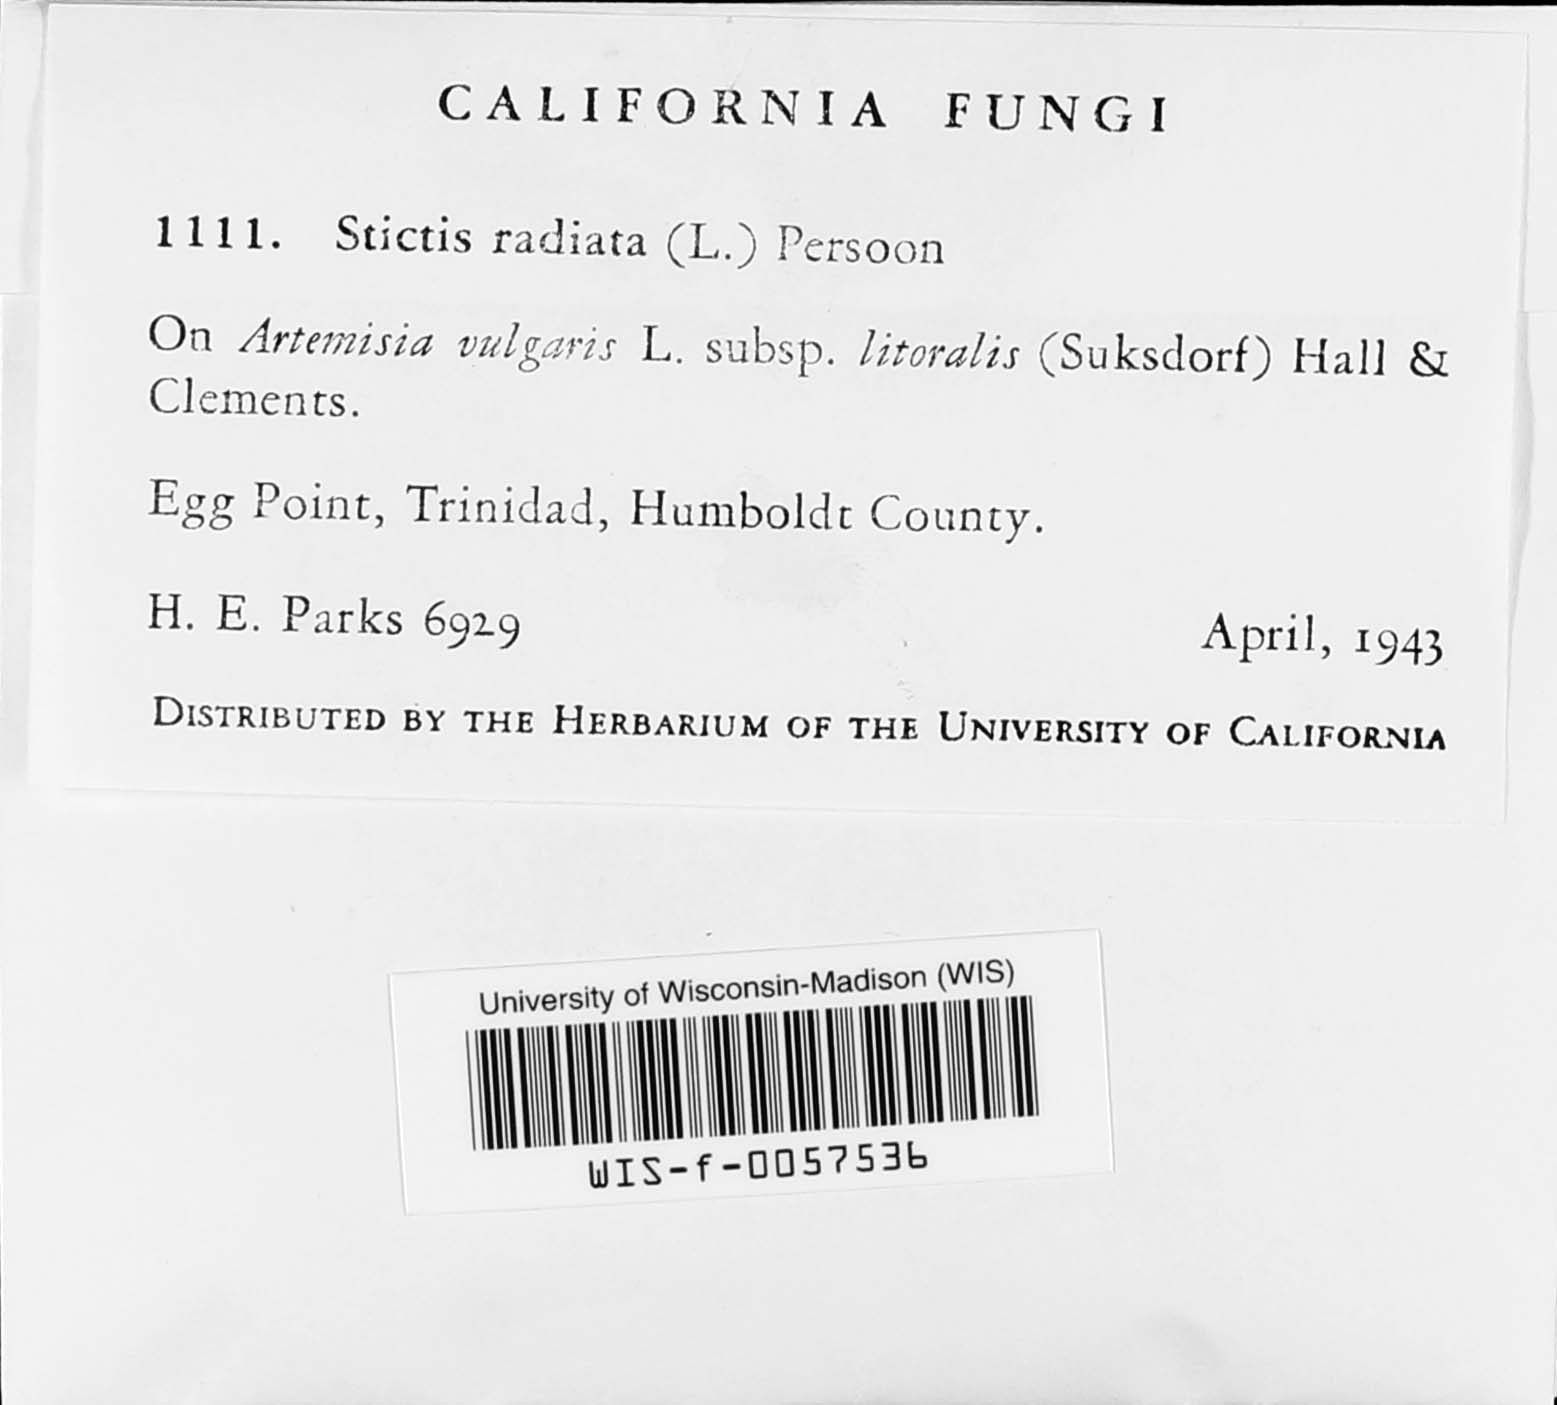 CALIFORNIA FUNGI
1111. Stictis radiata (L.) Persoon
On Artemisia vulgaris L. subsp. litoralis (Suksdorf) Hall &
Clements.
Egg Point, Trinidad, Humboldt County.
H. E. Parks 6929 April, 1943
DISTRIBUTED BY THE HERBARIUM OF THE UNIVERSITY OF CALIFORNIA
University of Wisconsin-Madison (WIS)
WIS-f-0057536